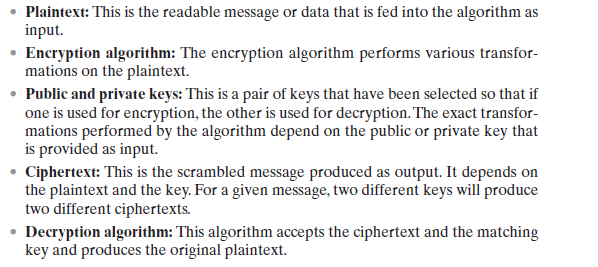 • Plaintext: This is the readable message or data that is fed into the algorithm as
input.
• Encryption algorithm: The encryption algorithm performs various transfor-
mations on the plaintext.
• Public and private keys: This is a pair of keys that have been selected so that if
one is used for encryption, the other is used for decryption. The exact transfor-
mations performed by the algorithm depend on the public or private key that
is provided as input.
• Ciphertext: This is the scrambled message produced as output. It depends on
the plaintext and the key. For a given message, two different keys will produce
two different ciphertexts.
• Decryption algorithm: This algorithm accepts the ciphertext and the matching
key and produces the original plaintext.